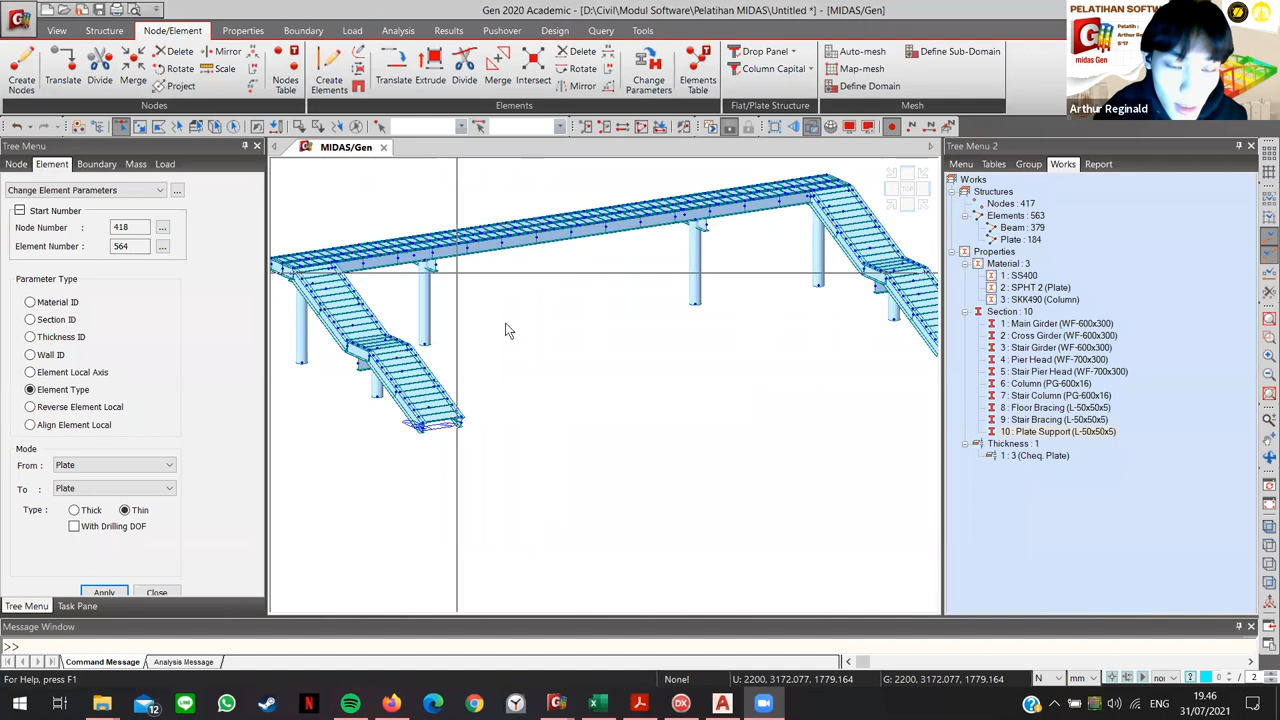 Gen 2020 Academic - [D:\Civil\Modul Software\Pelatihan MIDAS\Untitled *] - [MIDAS/Gen]
View Structure Node/Element Properties Boundary Load Analysis Results Pushover Design Query Tools
Create Nodes
Translate
Divide
Merge
Delete
Rotate
Project
Mirror
Scale
Nodes Table
Create Elements
Translate
Extrude
Divide
Merge
Intersect
Delete
Rotate
Mirror
Change Parameters
Elements Table
Drop Panel
Column Capital
Auto-mesh
Map-mesh
Define Domain
Define Sub-Domain
Nodes
Elements
Flat/Plate Structure
Mesh
PELATIHAN SOFTWARE
Pelatih :
Arthur Re
S'17
midas Gen
Arthur Reginald
Tree Menu
Node Element Boundary Mass Load
Change Element Parameters
...
Start Number
Node Number : 418 ...
Element Number : 564 ...
Parameter Type
Material ID
Section ID
Thickness ID
Wall ID
Element Local Axis
Element Type
Reverse Element Local
Align Element Local
Mode
From : Plate
To : Plate
Type : Thick Thin
With Drilling DOF
Apply Close
Tree Menu Task Pane
MIDAS/Gen
TOP
Tree Menu 2
Menu Tables Group Works Report
Works
Structures
Nodes : 417
Elements : 563
Beam : 379
Plate : 184
Properties
Material : 3
1 : SS400
2 : SPHT 2 (Plate)
3 : SKK490 (Column)
Section : 10
1 : Main Girder (WF-600x300)
2 : Cross Girder (WF-600x300)
3 : Stair Girder (WF-600x300)
4 : Pier Head (WF-700x300)
5 : Stair Pier Head (WF-700x300)
6 : Column (PG-600x16)
7 : Stair Column (PG-600x16)
8 : Floor Bracing (L-50x50x5)
9 : Stair Bracing (L-50x50x5)
10 : Plate Support (L-50x50x5)
Thickness : 1
1 : 3 (Cheq. Plate)
Message Window
>>
Command Message Analysis Message
For Help, press F1
None!
U: 2200, 3172.077, 1779.164
G: 2200, 3172.077, 1779.164
N
mm
nor
0
/ 2
12
ENG
19.46
31/07/2021